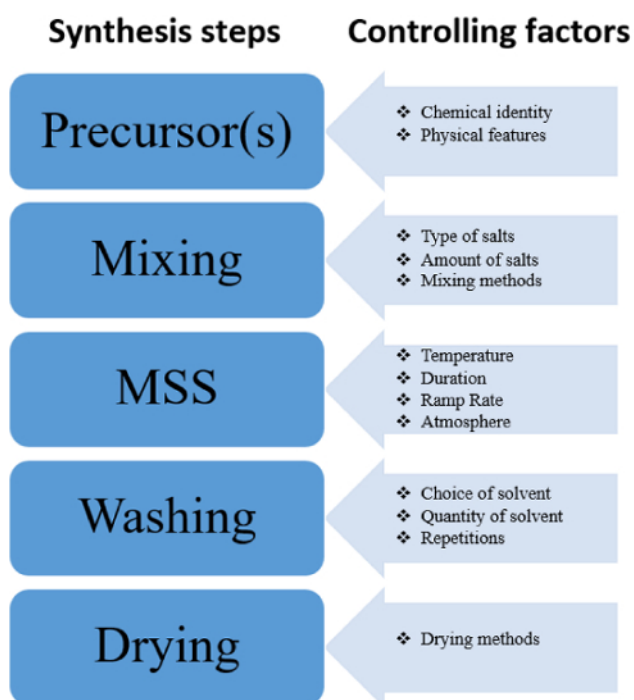 Synthesis steps
Controlling factors
Precursor(s)
❖ Chemical identity
❖ Physical features
Mixing
❖ Type of salts
❖ Amount of salts
❖ Mixing methods
MSS
❖ Temperature
❖ Duration
❖ Ramp Rate
❖ Atmosphere
Washing
❖ Choice of solvent
❖ Quantity of solvent
❖ Repetitions
Drying
❖ Drying methods